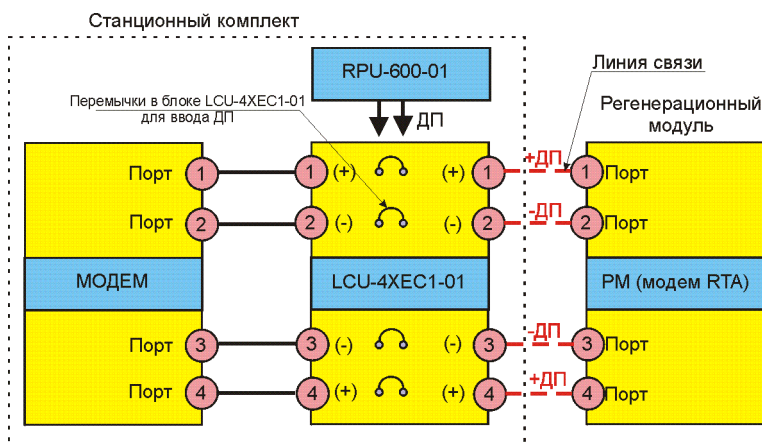 Станционный комплект
RPU-600-01
Линия связи
Перемычки в блоке LCU-4XEC1-01
для ввода ДП
ДП
Регенерационный
модуль
Порт 1 1 (+) (+) 1 +ДП 1 Порт
Порт 2 2 (-) (-) 2 -ДП 2 Порт
МОДЕМ LCU-4XEC1-01 РМ (модем RTA)
Порт 3 3 (-) (-) 3 -ДП 3 Порт
Порт 4 4 (+) (+) 4 +ДП 4 Порт